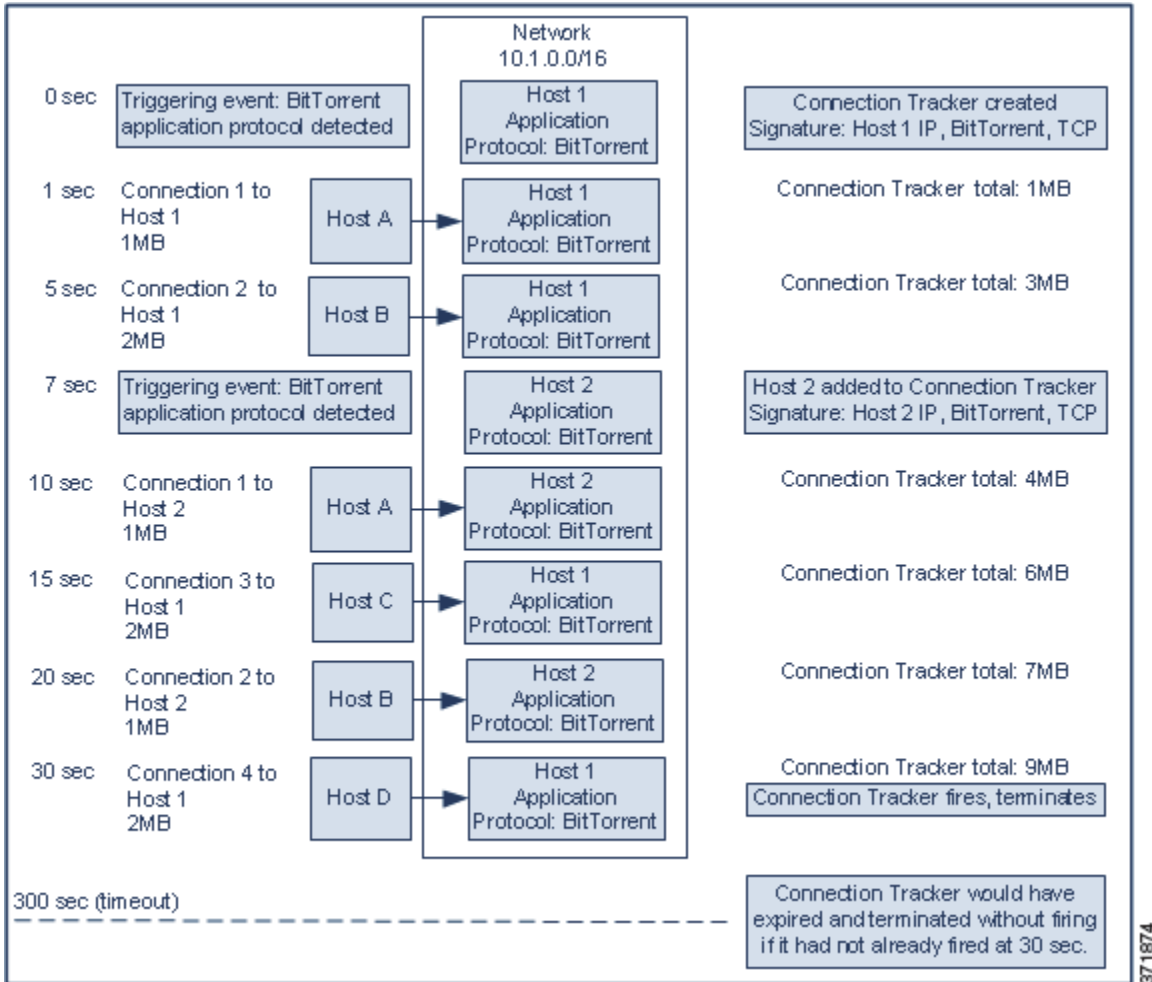 Network
10.1.0.0/16
0 sec
Triggering event: BitTorrent
application protocol detected
Host 1
Application
Protocol: BitTorrent
Connection Tracker created
Signature: Host 1 IP, BitTorrent, TCP
1 sec
Connection 1 to
Host 1
1MB
Host A
Host 1
Application
Protocol: BitTorrent
Connection Tracker total: 1MB
5 sec
Connection 2 to
Host 1
2MB
Host B
Host 1
Application
Protocol: BitTorrent
Connection Tracker total: 3MB
7 sec
Triggering event: BitTorrent
application protocol detected
Host 2
Application
Protocol: BitTorrent
Host 2 added to Connection Tracker
Signature: Host 2 IP, BitTorrent, TCP
10 sec
Connection 1 to
Host 2
1MB
Host A
Host 2
Application
Protocol: BitTorrent
Connection Tracker total: 4MB
15 sec
Connection 3 to
Host 1
2MB
Host C
Host 1
Application
Protocol: BitTorrent
Connection Tracker total: 6MB
20 sec
Connection 2 to
Host 2
1MB
Host B
Host 2
Application
Protocol: BitTorrent
Connection Tracker total: 7MB
30 sec
Connection 4 to
Host 1
2MB
Host D
Host 1
Application
Protocol: BitTorrent
Connection Tracker total: 9MB
Connection Tracker fires, terminates
300 sec (timeout)
Connection Tracker would have
expired and terminated without firing
if it had not already fired at 30 sec.
371874